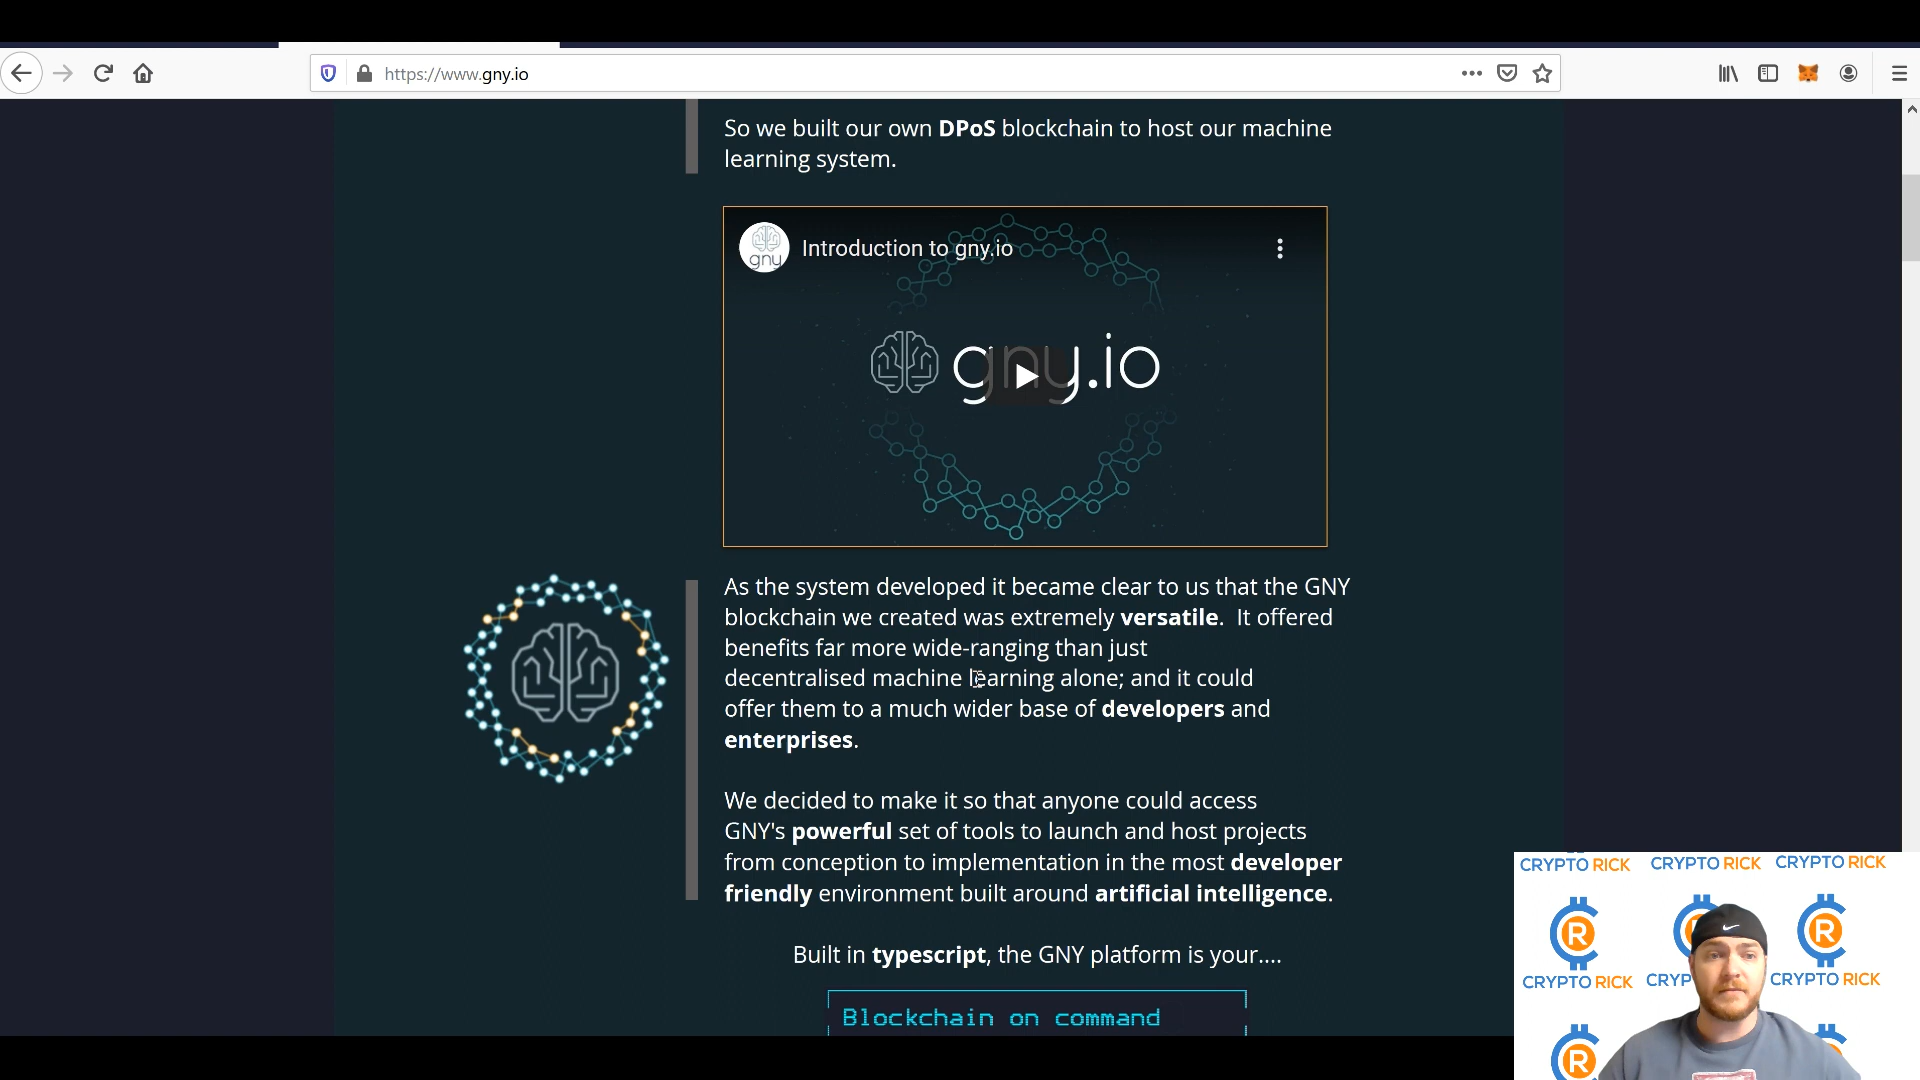 https://www.gny.io
So we built our own DPoS blockchain to host our machine
learning system.
gny
Introduction to gny.io
gny.io
As the system developed it became clear to us that the GNY
blockchain we created was extremely versatile.  It offered
benefits far more wide-ranging than just
decentralised machine learning alone; and it could
offer them to a much wider base of developers and
enterprises.
We decided to make it so that anyone could access
GNY's powerful set of tools to launch and host projects
from conception to implementation in the most developer
friendly environment built around artificial intelligence.
Built in typescript, the GNY platform is your....
Blockchain on command
CRYPTO RICK CRYPTO RICK CRYPTO RICK
R R
CRYPTO RICK CRYP CRYPTO RICK
R